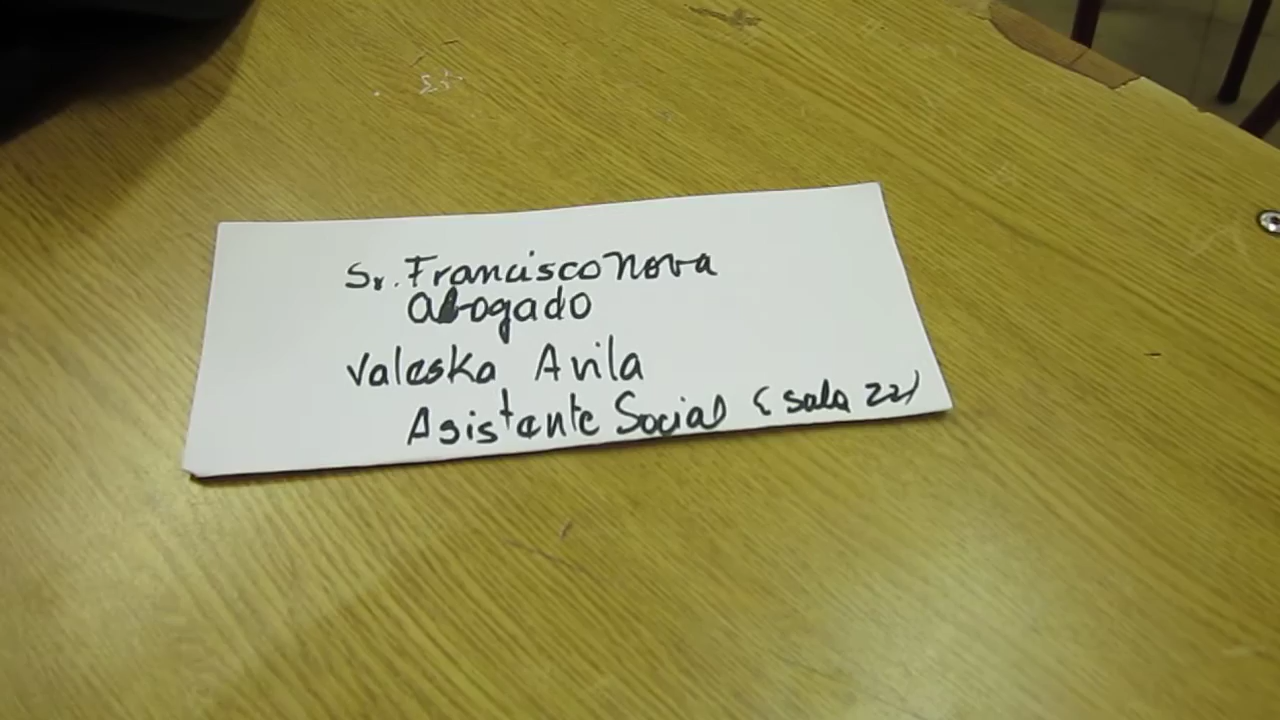 Sr. Francisco Nova
abogado
Valeska Avila
Asistente Social (sala 22)